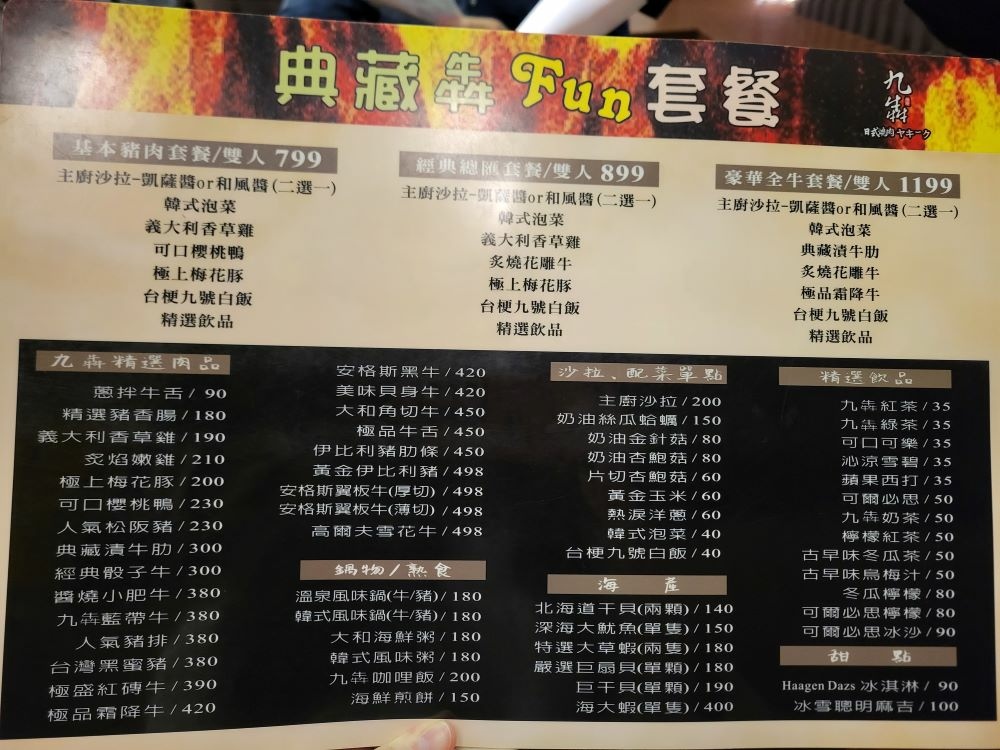 典藏犇Fun套餐
九犇
日式燒肉 ヤキニク
基本豬肉套餐/雙人 799
主廚沙拉-凱薩醬or和風醬(二選一)
韓式泡菜
義大利香草雞
可口櫻桃鴨
極上梅花豚
台梗九號白飯
精選飲品
經典總匯套餐/雙人 899
主廚沙拉-凱薩醬or和風醬(二選一)
韓式泡菜
義大利香草雞
炙燒花雕牛
極上梅花豚
台梗九號白飯
精選飲品
豪華全牛套餐/雙人 1199
主廚沙拉-凱薩醬or和風醬(二選一)
韓式泡菜
典藏漬牛肋
炙燒花雕牛
極品霜降牛
台梗九號白飯
精選飲品
九犇精選肉品
蔥拌牛舌/ 90
精選豬香腸/180
義大利香草雞/190
炙焰嫩雞/210
極上梅花豚/200
可口櫻桃鴨/230
人氣松阪豬/230
典藏漬牛肋/300
經典骰子牛/300
醬燒小肥牛/380
九犇藍帶牛/380
人氣豬排/380
台灣黑蜜豬/380
極盛紅磚牛/390
極品霜降牛/420
安格斯黑牛/420
美味貝身牛/420
大和角切牛/450
極品牛舌/450
伊比利豬肋條/450
黃金伊比利豬/498
安格斯翼板牛(厚切)/498
安格斯翼板牛(薄切)/498
高爾夫雪花牛/498
鍋物/熟食
溫泉風味鍋(牛/豬)/180
韓式風味鍋(牛/豬)/180
大和海鮮粥/180
韓式風味粥/180
九犇咖哩飯/200
海鮮煎餅/150
沙拉、配菜單點
主廚沙拉/200
奶油絲瓜蛤蠣/150
奶油金針菇/80
奶油杏鮑菇/80
片切杏鮑菇/60
黃金玉米/60
熱淚洋蔥/60
韓式泡菜/40
台梗九號白飯/40
海產
北海道干貝(兩顆)/140
深海大魷魚(單隻)/150
特選大草蝦(兩隻)/180
嚴選巨扇貝(單顆)/180
巨干貝(單顆)/190
海大蝦(單隻)/400
精選飲品
九犇紅茶/35
九犇綠茶/35
可口可樂/35
沁涼雪碧/35
蘋果西打/35
可爾必思/50
九犇奶茶/50
檸檬紅茶/50
古早味冬瓜茶/50
古早味烏梅汁/50
冬瓜檸檬/80
可爾必思檸檬/80
可爾必思冰沙/90
甜點
Haagen Dazs 冰淇淋/ 90
冰雪聰明麻吉/100